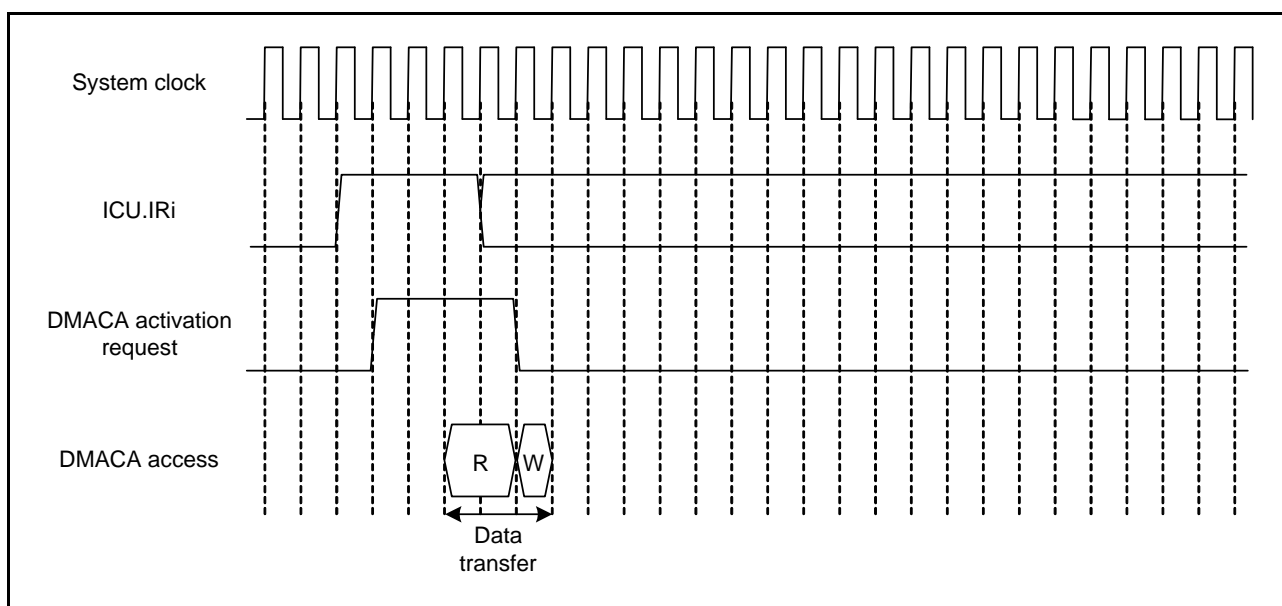 System clock
ICU.IRi
DMACA activation
request
DMACA access
R
W
Data
transfer